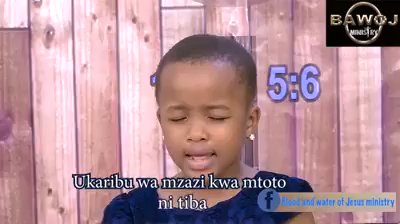 BAWOJ
MINISTRY
5:6
Ukaribu wa mzazi kwa mtoto
ni tiba
Blood and water of Jesus ministry